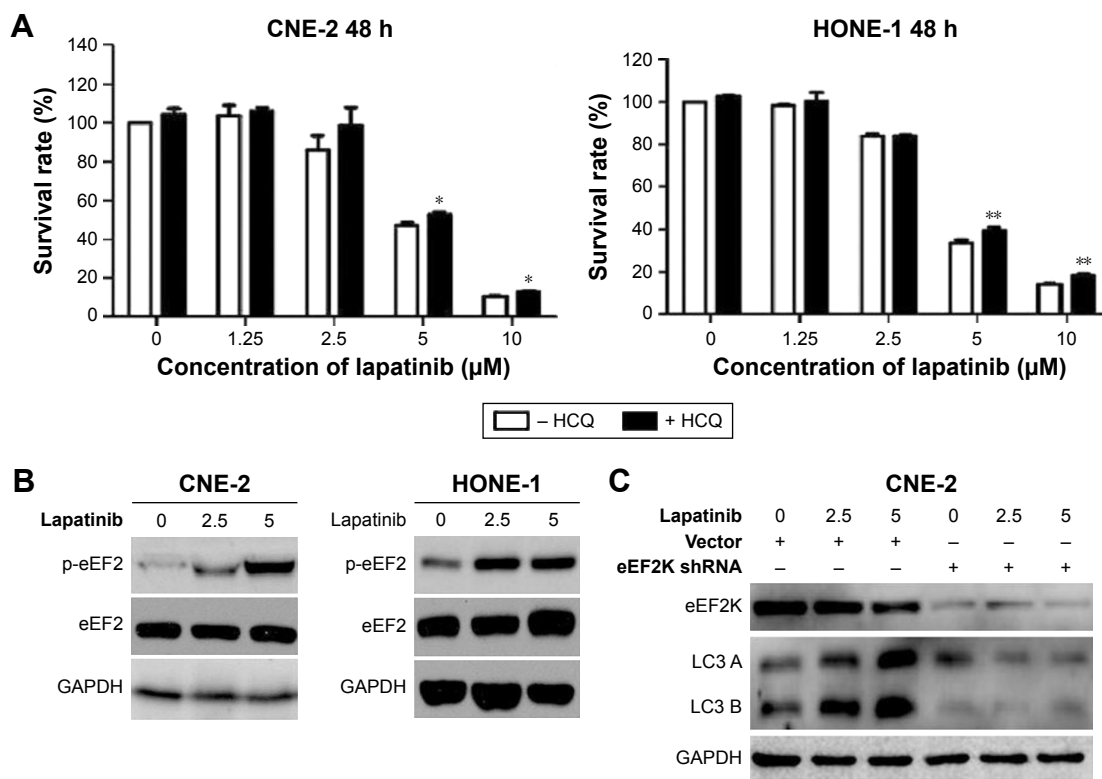 A
CNE-2 48 h
HONE-1 48 h
Survival rate (%)
140
120
100
80
60
40
20
0
* *
0 1.25 2.5 5 10
Concentration of lapatinib (µM)
Survival rate (%)
120
100
80
60
40
20
0
** **
0 1.25 2.5 5 10
Concentration of lapatinib (µM)
– HCQ + HCQ
B
CNE-2
Lapatinib 0 2.5 5
p-eEF2
eEF2
GAPDH
HONE-1
Lapatinib 0 2.5 5
p-eEF2
eEF2
GAPDH
C
CNE-2
Lapatinib 0 2.5 5 0 2.5 5
Vector + + + – – –
eEF2K shRNA – – – + + +
eEF2K
LC3 A
LC3 B
GAPDH